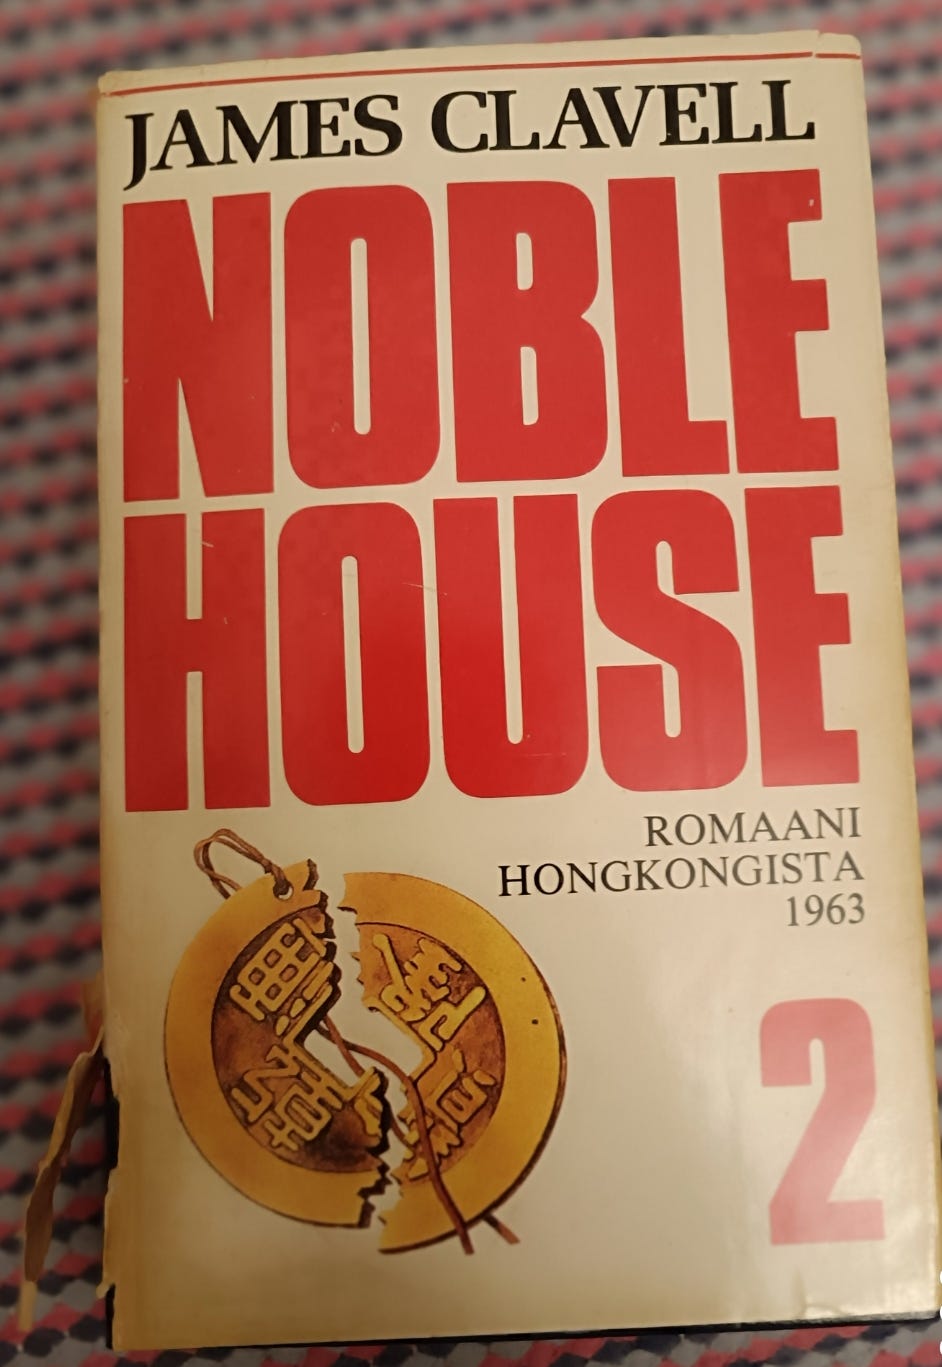 JAMES CLAVELL
NOBLE
HOUSE
ROMAANI
HONGKONGISTA
1963
2